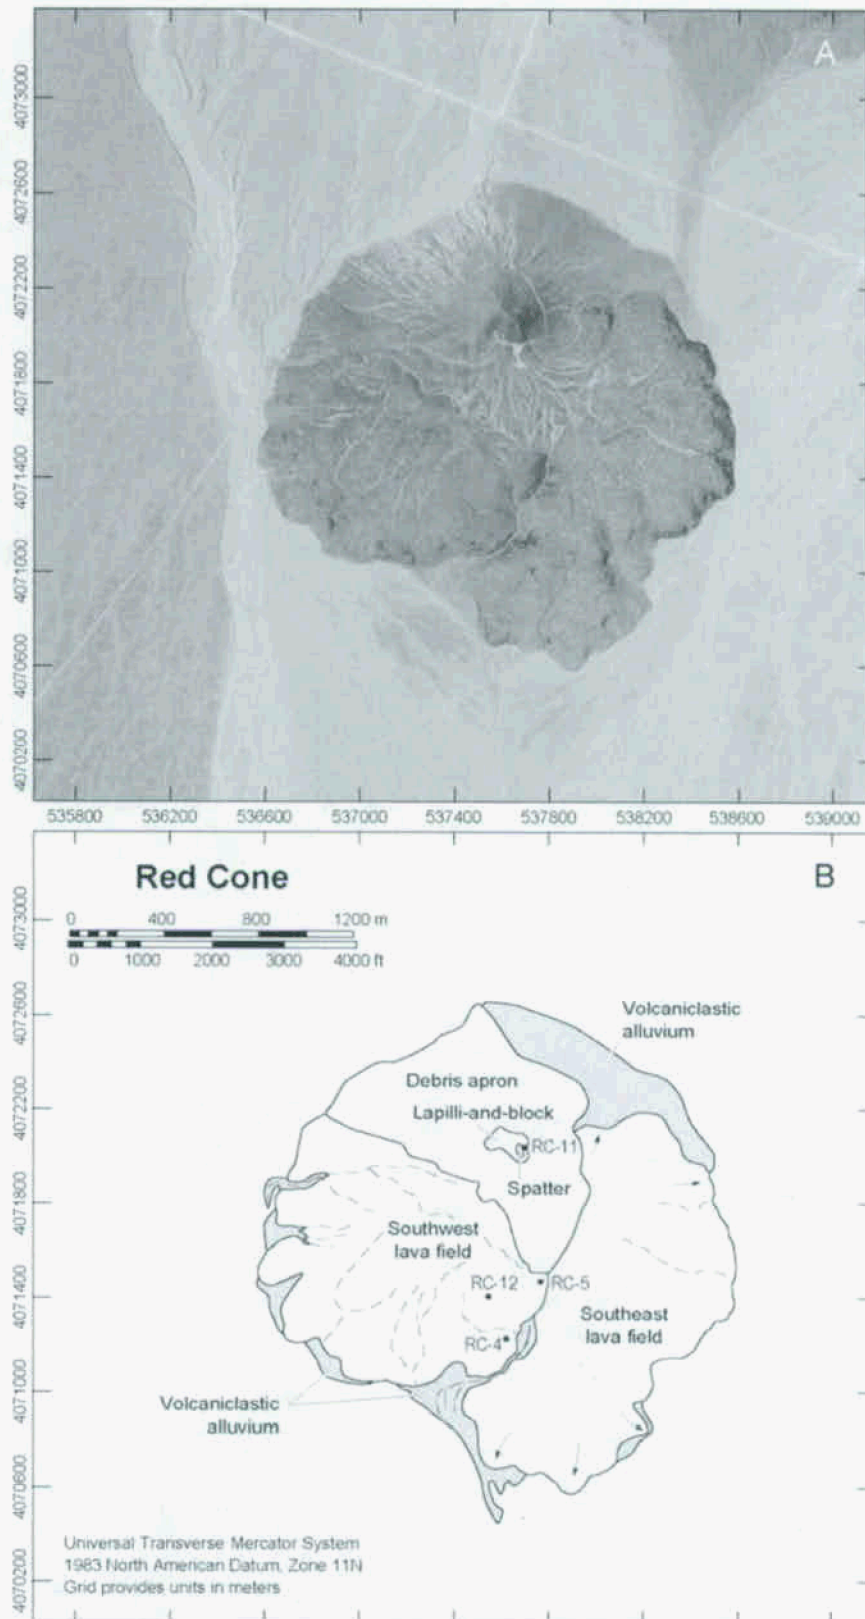 A
4073000
4072600
4072200
4071800
4071400
4071000
4070600
4070200
535800 536200 536600 537000 537400 537800 538200 538600 539000
Red Cone
B
0 400 800 1200 m
0 1000 2000 3000 4000 ft
4073000
4072600
4072200
4071800
4071400
4071000
4070600
4070200
Volcaniclastic
alluvium
Debris apron
Lapilli-and-block
RC-11
Spatter
Southwest
lava field
RC-12
RC-5
Southeast
lava field
RC-4
Volcaniclastic
alluvium
Universal Transverse Mercator System
1983 North American Datum, Zone 11N
Grid provides units in meters